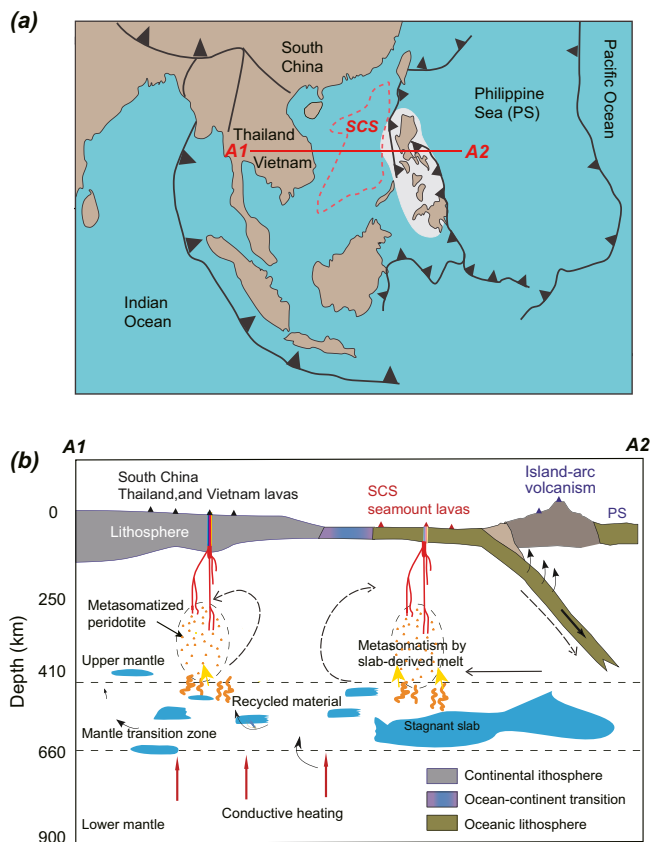 (a)
South
China
Pacific Ocean
Philippine
Sea (PS)
SCS
Thailand
A1
Vietnam
A2
Indian
Ocean
A1
A2
(b)
South China
Thailand,and Vietnam lavas
SCS
seamount lavas
Island-arc
volcanism
PS
0
Lithosphere
Depth (km)
250
Metasomatized
peridotite
Metasomatism by
slab-derived melt
Upper mantle
410
Recycled material
Stagnant slab
Mantle transition zone
660
Conductive heating
Continental ithosphere
Ocean-continent transition
Oceanic lithosphere
Lower mantle
900